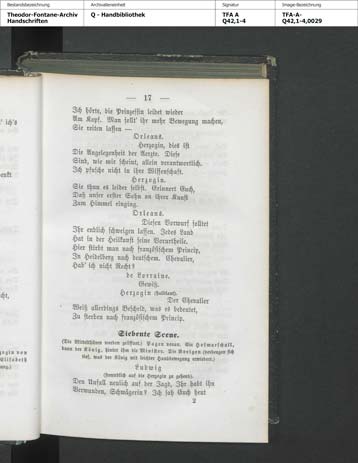 Bestandsbezeichnung
Archivalieneinheit
Signatur
Image-Bezeichnung
Theodor-Fontane-Archiv
Handschriften
Q - Handbibliothek
TFA A
Q42,1-4
TFA-A-
Q42,1-4,0029
— 17 —
Ich hörte, die Prinzessin leidet wieder
Am Kopf. Man sollt' ihr mehr Bewegung machen,
Sie reiten lassen —
Orleans.
Herzogin, dies ist
Die Angelegenheit der Aerzte. Diese
Sind, wie mir scheint, allein verantwortlich.
Ich pfusche nicht in ihre Wissenschaft.
Herzogin.
Sie thun es leider selbst. Erinnert Euch,
Daß unser erster Sohn an ihrer Kunst
Zum Himmel einging.
Orleans.
Diesen Vorwurf solltet
Ihr endlich schweigen lassen. Jedes Land
Hat in der Heilkunst seine Vorurtheile.
Hier stirbt man nach französischem Princip,
In Heidelberg nach deutschem. Chevalier,
Hab' ich nicht Recht?
de Lorraine.
Gewiß.
Herzogin (halblaut).
Der Chevalier
Weiß allerdings Bescheid, was es bedeutet,
Zu sterben nach französischem Princip.
Siebente Scene.
(Die Mittelthüren werden geöffnet.) Pagen voran. Ein Hofmarschall,
dann der König, hinter ihm die Minister. Die Vorigen (verbeugen sich
tief, was der König mit leichter Handbewegung erwidert.)
Ludwig
(freundlich auf die Herzogin zu gehend).
Den Unfall neulich auf der Jagd, Ihr habt ihn
Verwunden, Schwägerin? Ich sah Euch heut
2